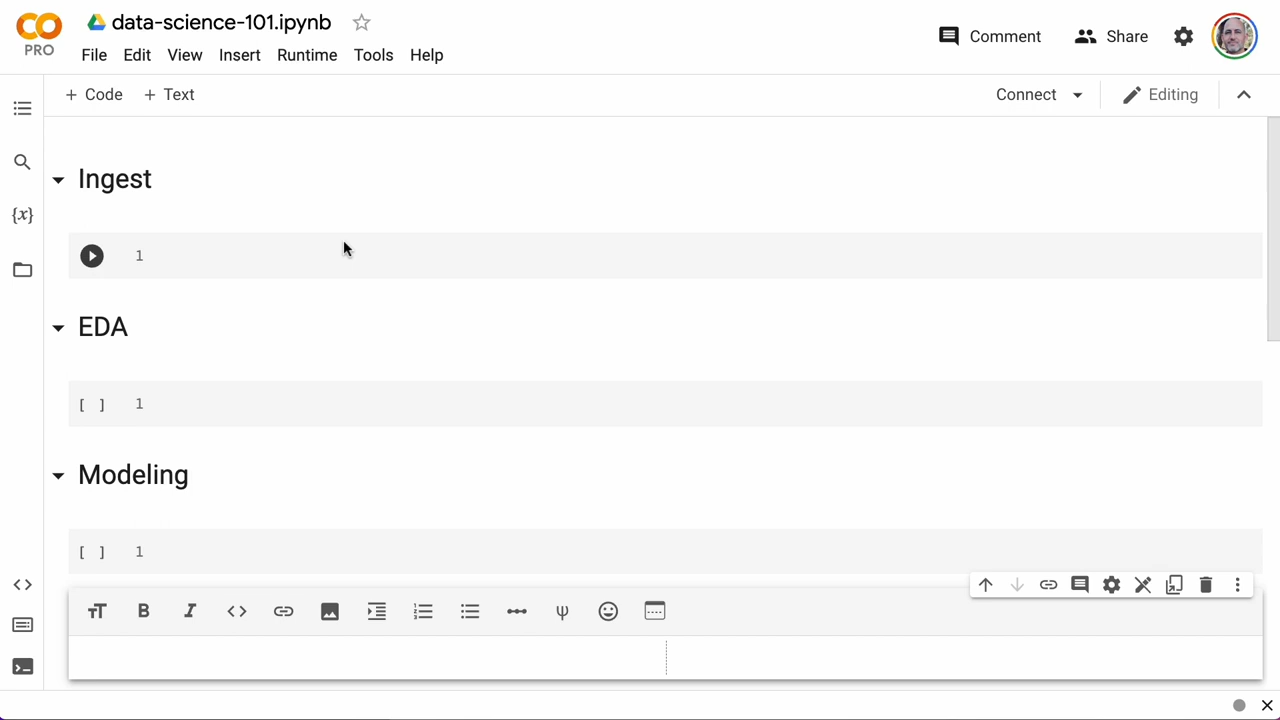 data-science-101.ipynb
PRO
File Edit View Insert Runtime Tools Help
Comment Share
+ Code + Text
Connect Editing
{x}
Ingest
1
EDA
[ ] 1
Modeling
[ ] 1
B I <> ψ